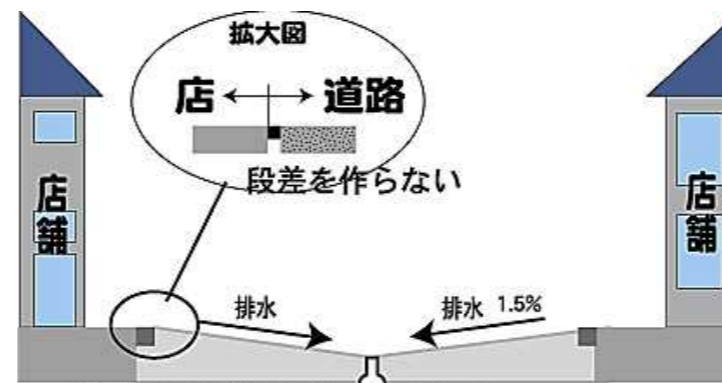 拡大図
店 道路
段差を作らない
店舗
店舗
排水
排水 1.5%